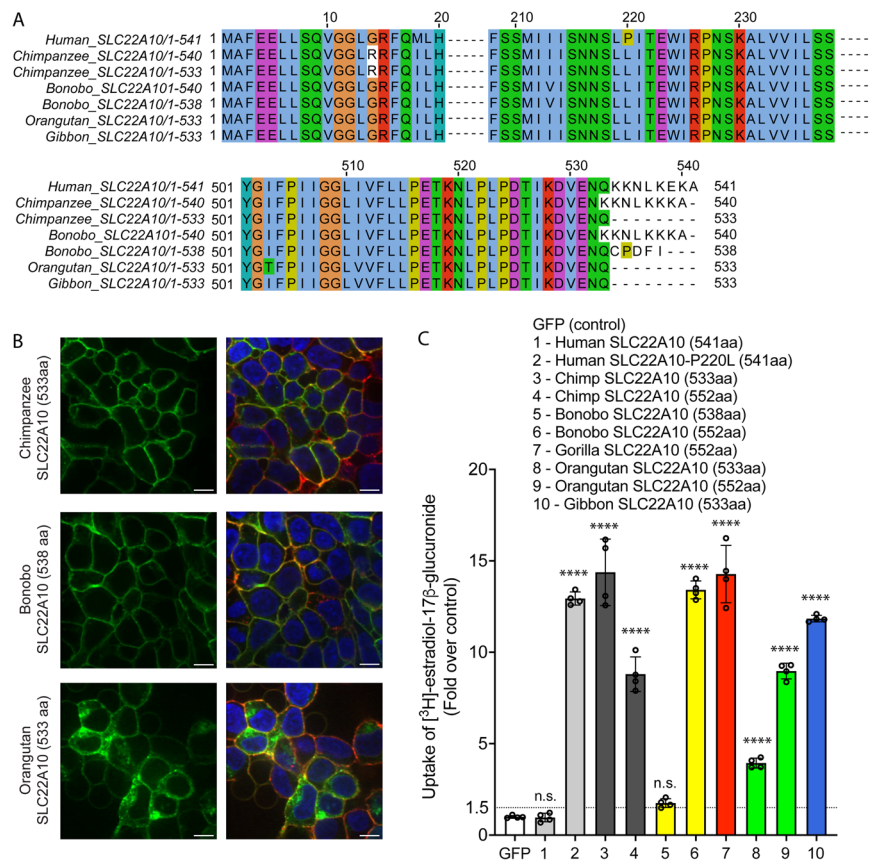 A
10 20 210 220 230
Human_SLC22A10/1-541 1 MAFEELLSQVGGLGRFQMLH ----- FSSMIIISNNSLPITEWIRPNSKALVVILSS ----
Chimpanzee_SLC22A10/1-540 1 MAFEELLSQVGGLRRFQILH ----- FSSMIIISNNSLLITEWIRPNSKALVVILSS ----
Chimpanzee_SLC22A10/1-533 1 MAFEELLSQVGGLRRFQILH ----- FSSMIIISNNSLLITEWIRPNSKALVVILSS ----
Bonobo_SLC22A101-540 1 MAFEELLSQVGGLGRFQILH ----- FSSMIVISNNSLLITEWIRPNSKALVVILSS ----
Bonobo_SLC22A10/1-538 1 MAFEELLSQVGGLGRFQILH ----- FSSMIVISNNSLLITEWIRPNSKALVVILSS ----
Orangutan_SLC22A10/1-533 1 MAFEELLSQVGGLGRFQILH ----- FSSMIIISNNSLLITEWIRPNSKALVVILSS ----
Gibbon_SLC22A10/1-533 1 MAFEELLSQVGGLGRFQILH ----- FSSMIIISNNSLLITEWIRPNSKALVVILSS ----
510 520 530 540
Human_SLC22A10/1-541 501 YGIFPIIGGLIVFLLPETKNLPLPDTIKDVENQKKNLKEKA 541
Chimpanzee_SLC22A10/1-540 501 YGIFPIIGGLIVFLLPETKNLPLPDTIKDVENKKNLKKKA- 540
Chimpanzee_SLC22A10/1-533 501 YGIFPIIGGLIVFLLPETKNLPLPDTIKDVENQ-------- 533
Bonobo_SLC22A101-540 501 YGIFPIIGGLIVFLLPETKNLPLPDTIKDVENKKNLKKKA- 540
Bonobo_SLC22A10/1-538 501 YGIFPIIGGLIVFLLPETKNLPLPDTIKDVENQCPDFI--- 538
Orangutan_SLC22A10/1-533 501 YGTFPIIGGLVVFLLPETKNLPLPDTIKDVENQ-------- 533
Gibbon_SLC22A10/1-533 501 YGIFPIIGGLIVFLLPETKNLPLPDTIKDVENQ-------- 533
B
Chimpanzee
SLC22A10 (533aa)
Bonobo
SLC22A10 (538 aa)
Orangutan
SLC22A10 (533 aa)
C
GFP (control)
1 - Human SLC22A10 (541aa)
2 - Human SLC22A10-P220L (541aa)
3 - Chimp SLC22A10 (533aa)
4 - Chimp SLC22A10 (552aa)
5 - Bonobo SLC22A10 (538aa)
6 - Bonobo SLC22A10 (552aa)
7 - Gorilla SLC22A10 (552aa)
8 - Orangutan SLC22A10 (533aa)
9 - Orangutan SLC22A10 (552aa)
10 - Gibbon SLC22A10 (533aa)
Uptake of [³H]-estradiol-17β-glucuronide
(Fold over control)
20
15
10
5
1.5
0
n.s. **** **** **** n.s. **** **** **** **** ****
GFP 1 2 3 4 5 6 7 8 9 10